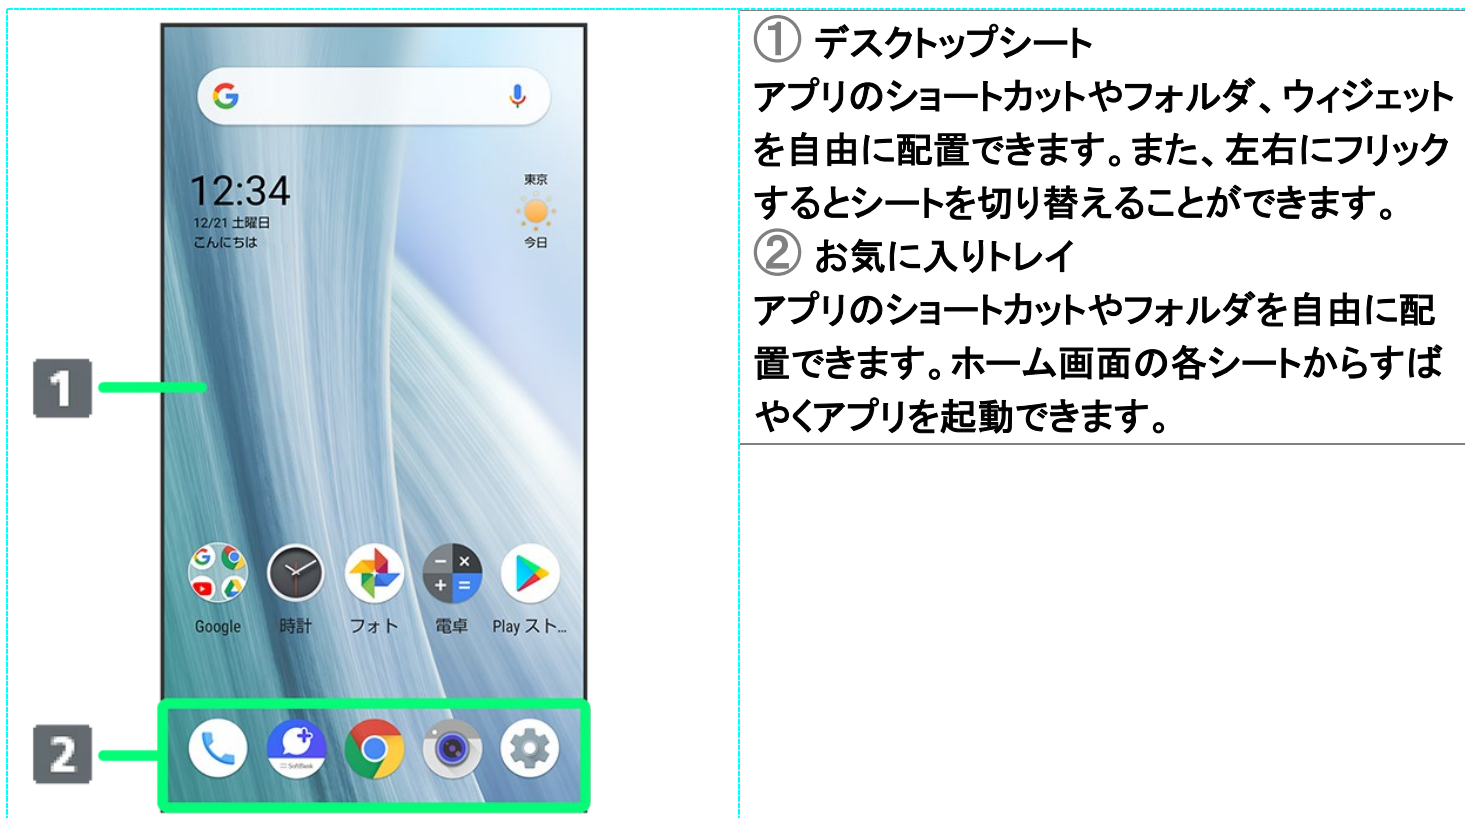 12:34
12/21 土曜日
こんにちは
東京
今日
1
Google
時計
フォト
電卓
Play スト...
2
SoftBank
① デスクトップシート
アプリのショートカットやフォルダ、ウィジェット
を自由に配置できます。また、左右にフリック
するとシートを切り替えることができます。
② お気に入りトレイ
アプリのショートカットやフォルダを自由に配
置できます。ホーム画面の各シートからすば
やくアプリを起動できます。